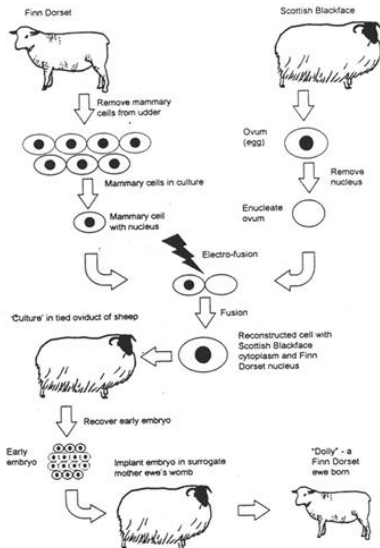 Finn Dorset
Scottish Blackface
Remove mammary
cells from udder
Ovum
(egg)
Remove
nucleus
Mammary cells in culture
Enucleate
ovum
Mammary cell
with nucleus
Electro-fusion
Fusion
'Culture' in tied oviduct of sheep
Reconstructed cell with
Scottish Blackface
cytoplasm and Finn
Dorset nucleus
Recover early embryo
Early
embryo
Implant embryo in surrogate
mother ewe's womb
"Dolly" - a
Finn Dorset
ewe born